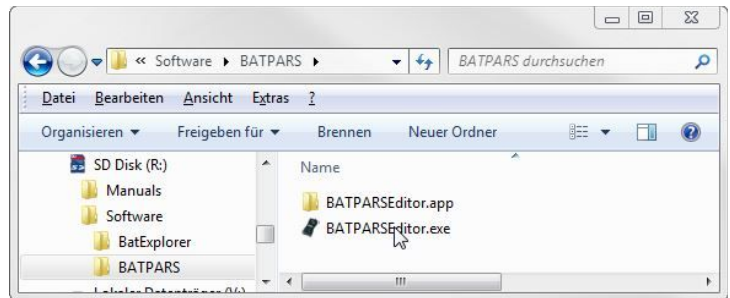 « Software ▸ BATPARS ▸ BATPARS durchsuchen
Datei Bearbeiten Ansicht Extras ?
Organisieren Freigeben für Brennen Neuer Ordner
SD Disk (R:)
Manuals
Software
BatExplorer
BATPARS
Name
BATPARSEditor.app
BATPARSEditor.exe